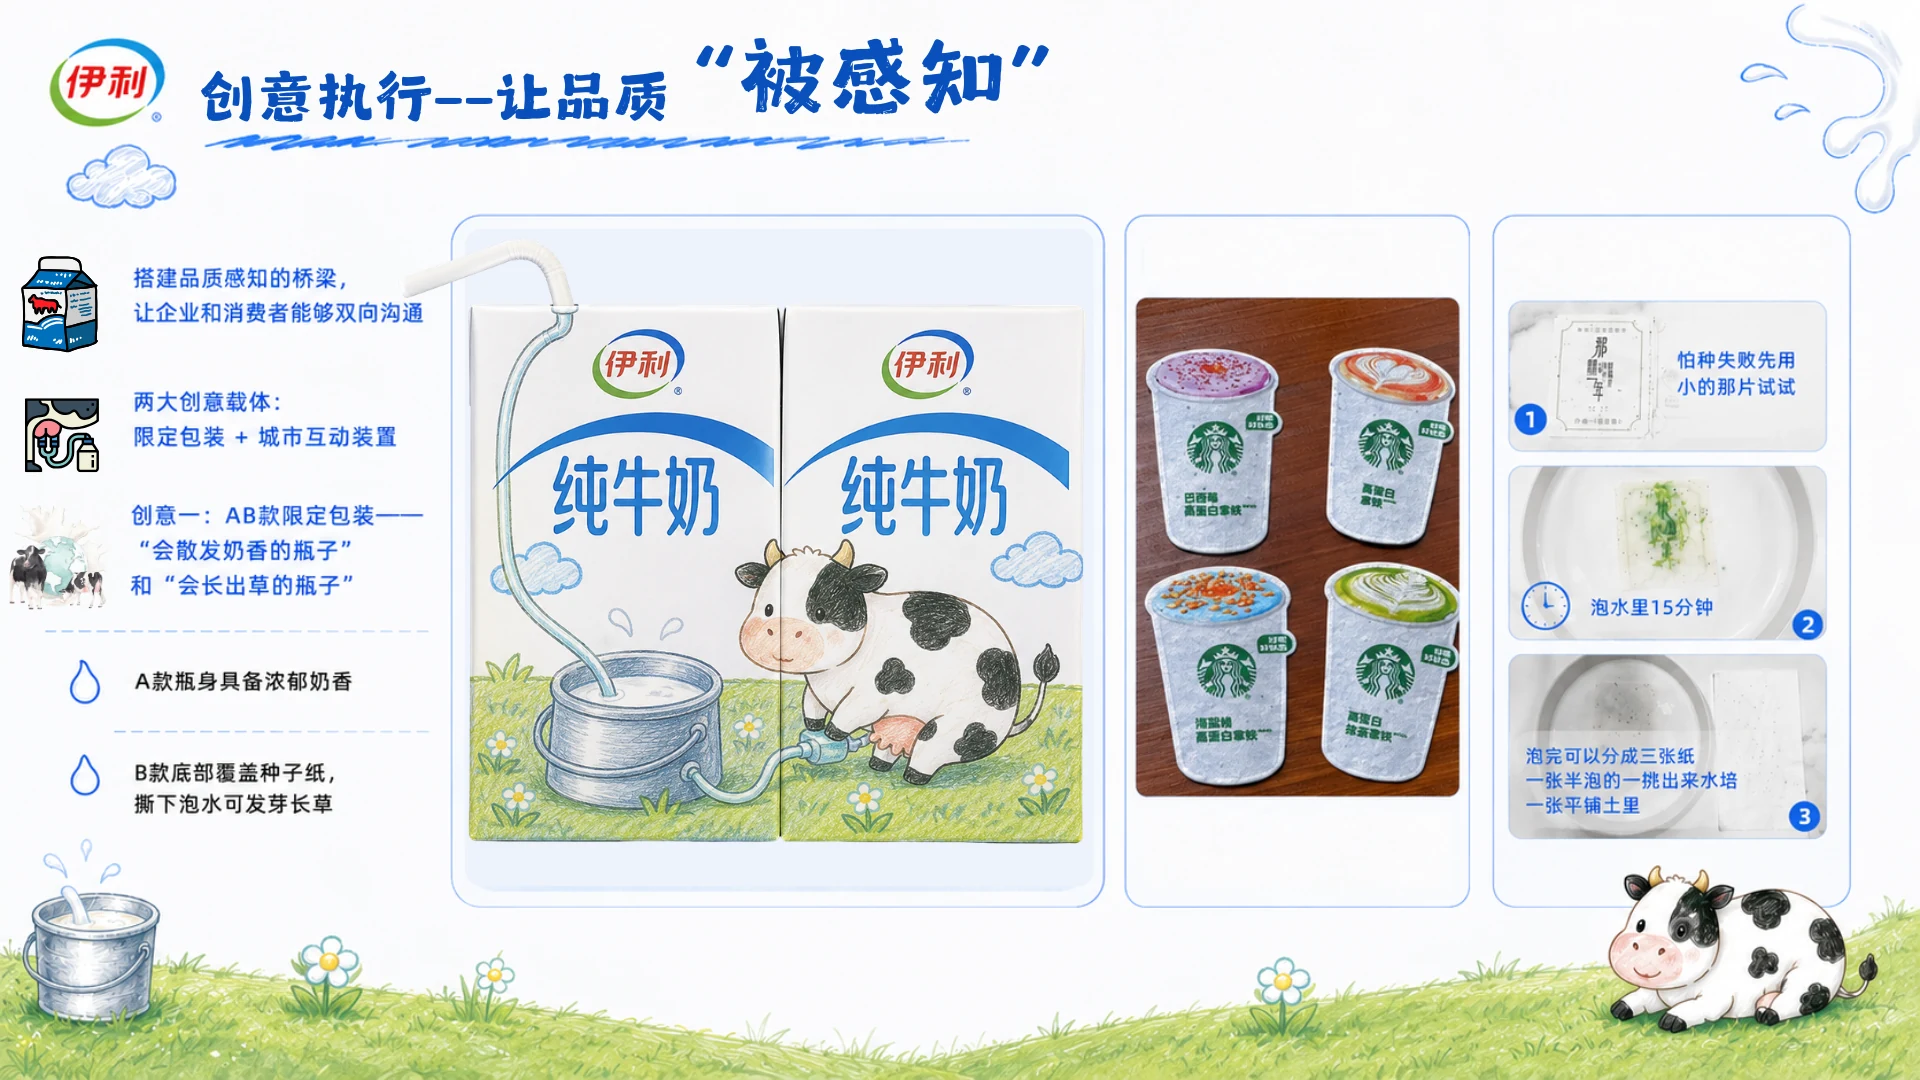 伊利
®
创意执行--让品质“被感知”
搭建品质感知的桥梁，
让企业和消费者能够双向沟通
两大创意载体：
限定包装 + 城市互动装置
创意一：AB款限定包装——
“会散发奶香的瓶子”
和“会长出草的瓶子”
A款瓶身具备浓郁奶香
B款底部覆盖种子纸，
撕下泡水可发芽长草
伊利
®
纯牛奶
伊利
®
纯牛奶
巴西莓
高蛋白拿铁
高蛋白
拿铁
高蛋白拿铁
高蛋白
抹茶拿铁
那
年
怕种失败先用
小的那片试试
1
泡水里15分钟
2
泡完可以分成三张纸
一张半泡的一挑出来水培
一张平铺土里
3